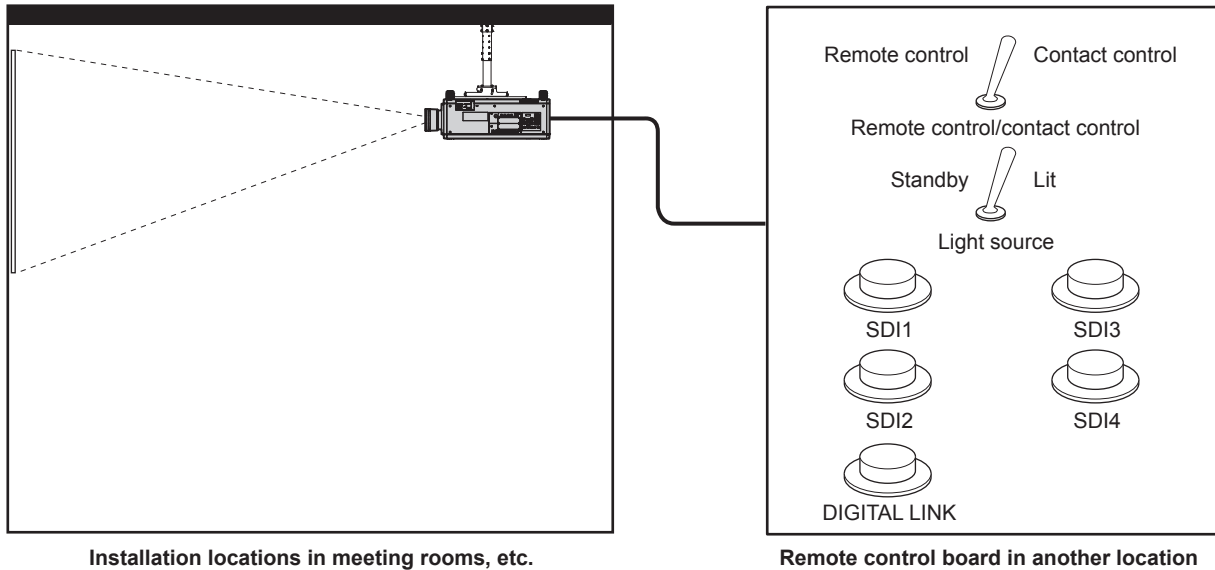 Remote control
Contact control
Remote control/contact control
Standby
Lit
Light source
SDI1
SDI3
SDI2
SDI4
DIGITAL LINK
Installation locations in meeting rooms, etc.
Remote control board in another location